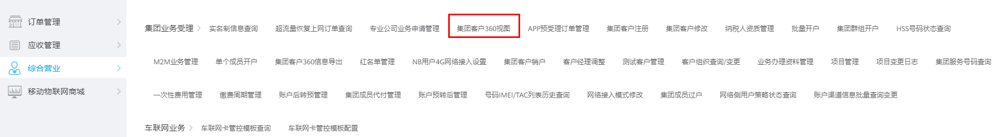 订单管理
应收管理
综合营业
移动物联网商城
集团业务受理 实名制信息查询 超流量恢复上网订单查询 专业公司业务申请管理 集团客户360视图 APP预受理订单管理 集团客户注册 集团客户修改 纳税人资质管理 批量开户 集团群组开户 HSS号码状态查询
M2M业务管理 单个成员开户 集团客户360信息导出 红名单管理 NB用户4G网络接入设置 集团客户销户 客户经理调整 测试客户管理 客户组织查询/变更 业务办理资料管理 项目管理 项目变更日志 集团服务号码查询
一次性费用管理 缴费周期管理 账户后转预管理 集团成员代付管理 账户预转后管理 号码IMEI/TAC列表历史查询 网络接入模式修改 集团成员过户 网络侧用户策略状态查询 账户渠道信息批量查询变更
车联网业务 车联网卡管控模板查询 车联网卡管控模板配置